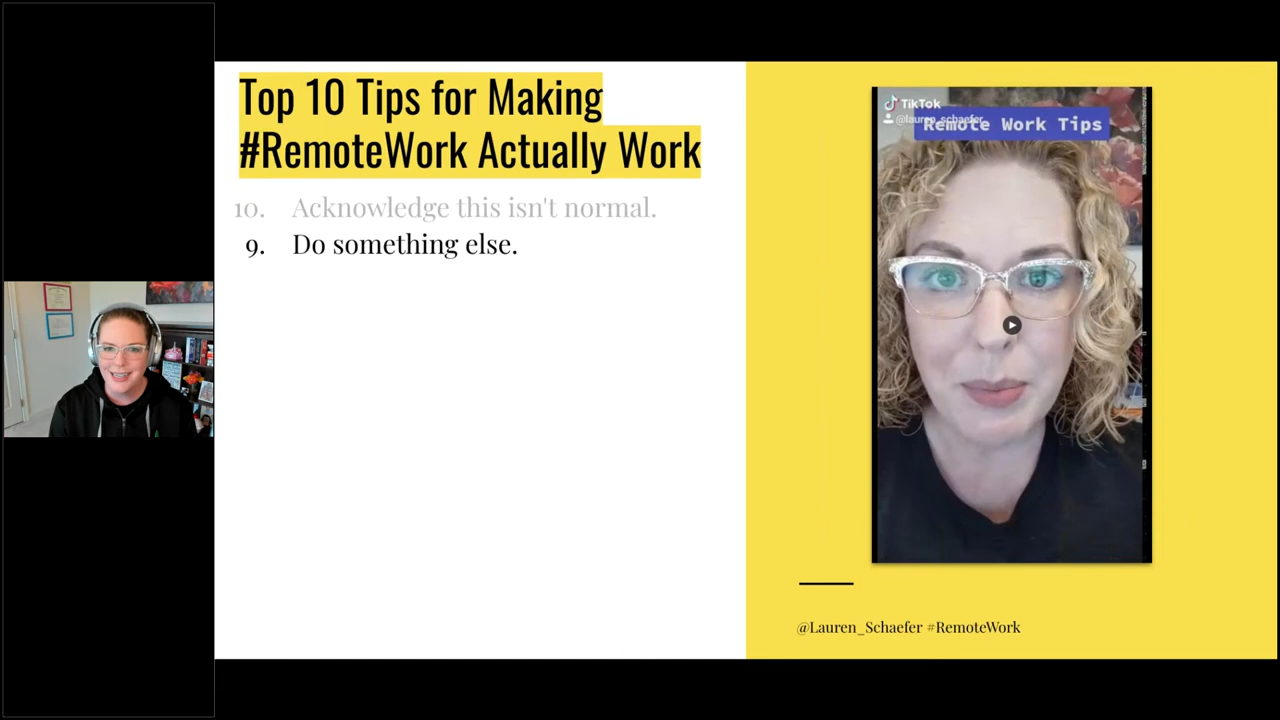 Top 10 Tips for Making
#RemoteWork Actually Work
10. Acknowledge this isn't normal.
9. Do something else.
TikTok
@lauren_schaefer
Remote Work Tips
@Lauren_Schaefer #RemoteWork